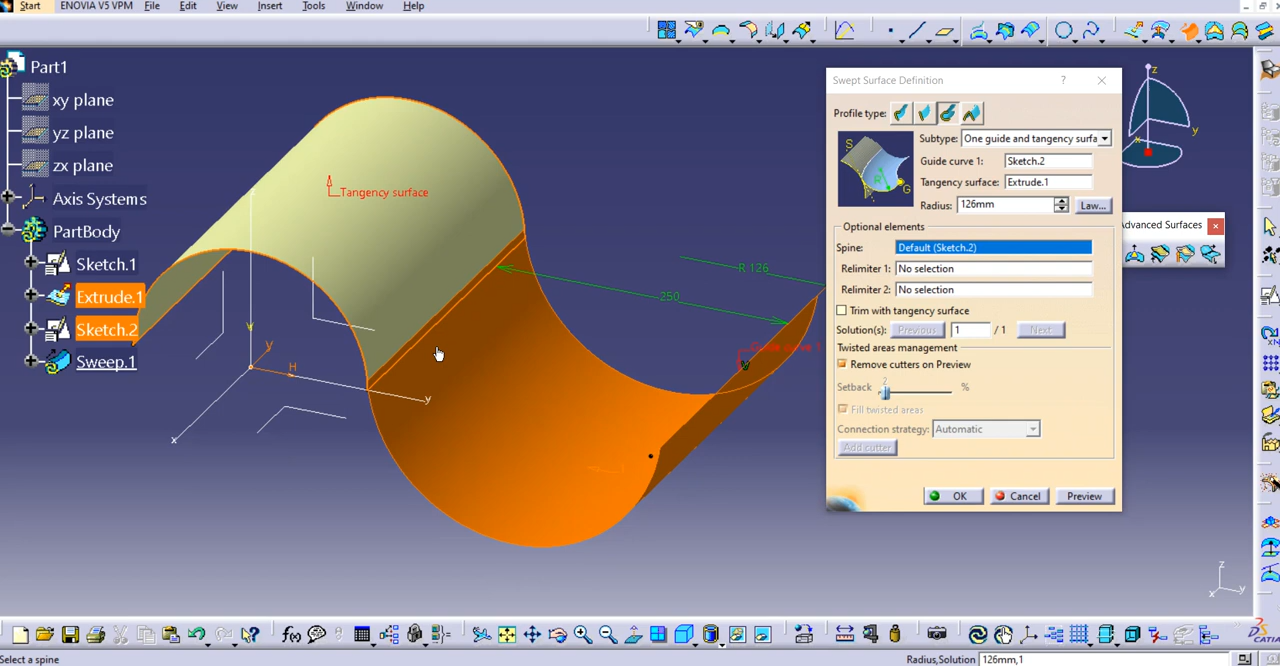 Start ENOVIA V5 VPM File Edit View Insert Tools Window Help
Part1
xy plane
yz plane
zx plane
Axis Systems
PartBody
Sketch.1
Extrude.1
Sketch.2
Sweep.1
Tangency surface
R 126
250
y
H
y
x
V
z
y
x
Swept Surface Definition ?
Profile type:
S
R
G
Subtype: One guide and tangency surfa
Guide curve 1: Sketch.2
Tangency surface: Extrude.1
Radius: 126mm Law...
Optional elements
Spine: Default (Sketch.2)
Relimiter 1: No selection
Relimiter 2: No selection
Trim with tangency surface
Solution(s): Previous 1 / 1 Next
Twisted areas management
Remove cutters on Preview
Setback 2 %
Fill twisted areas
Connection strategy: Automatic
Add cutter
OK Cancel Preview
Advanced Surfaces
z
x y
f(x)
CATIA
Select a spine
Radius,Solution 126mm,1